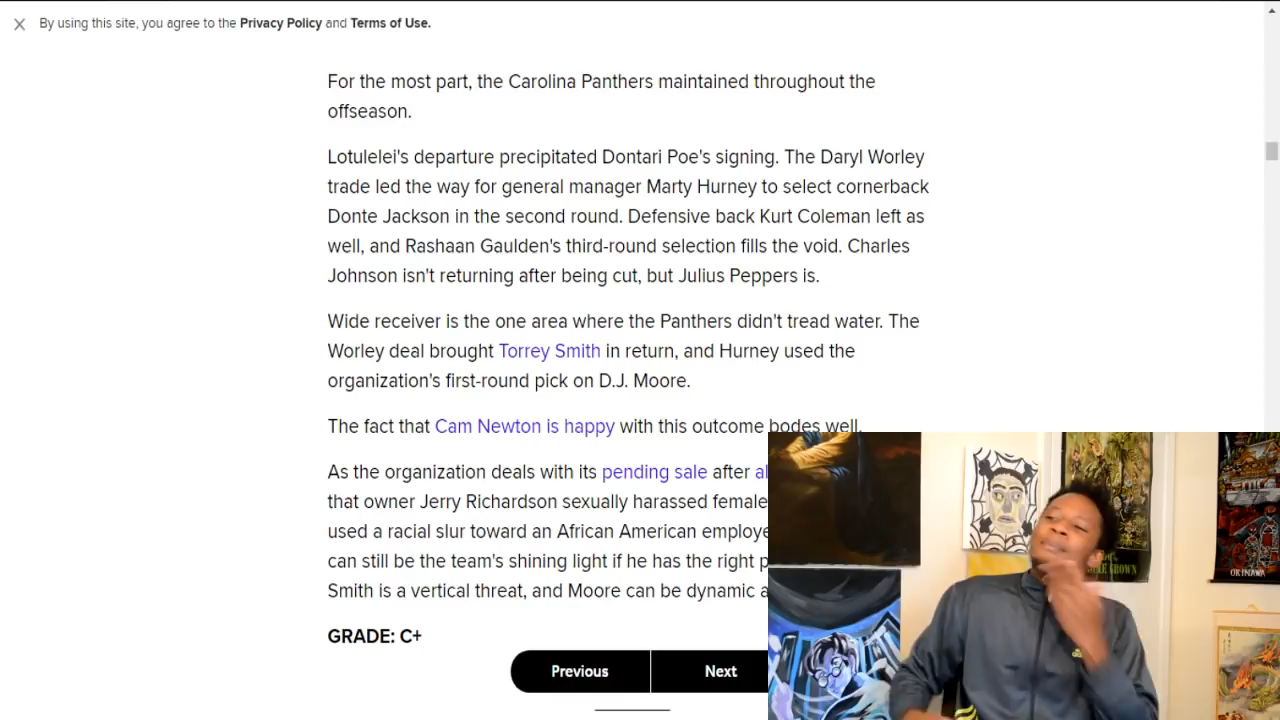 By using this site, you agree to the Privacy Policy and Terms of Use.
For the most part, the Carolina Panthers maintained throughout the
offseason.
Lotulelei's departure precipitated Dontari Poe's signing. The Daryl Worley
trade led the way for general manager Marty Hurney to select cornerback
Donte Jackson in the second round. Defensive back Kurt Coleman left as
well, and Rashaan Gaulden's third-round selection fills the void. Charles
Johnson isn't returning after being cut, but Julius Peppers is.
Wide receiver is the one area where the Panthers didn't tread water. The
Worley deal brought Torrey Smith in return, and Hurney used the
organization's first-round pick on D.J. Moore.
The fact that Cam Newton is happy with this outcome bodes well.
As the organization deals with its pending sale after al
that owner Jerry Richardson sexually harassed female
used a racial slur toward an African American employe
can still be the team's shining light if he has the right p
Smith is a vertical threat, and Moore can be dynamic a
GRADE: C+
Previous
Next
OKINAWA